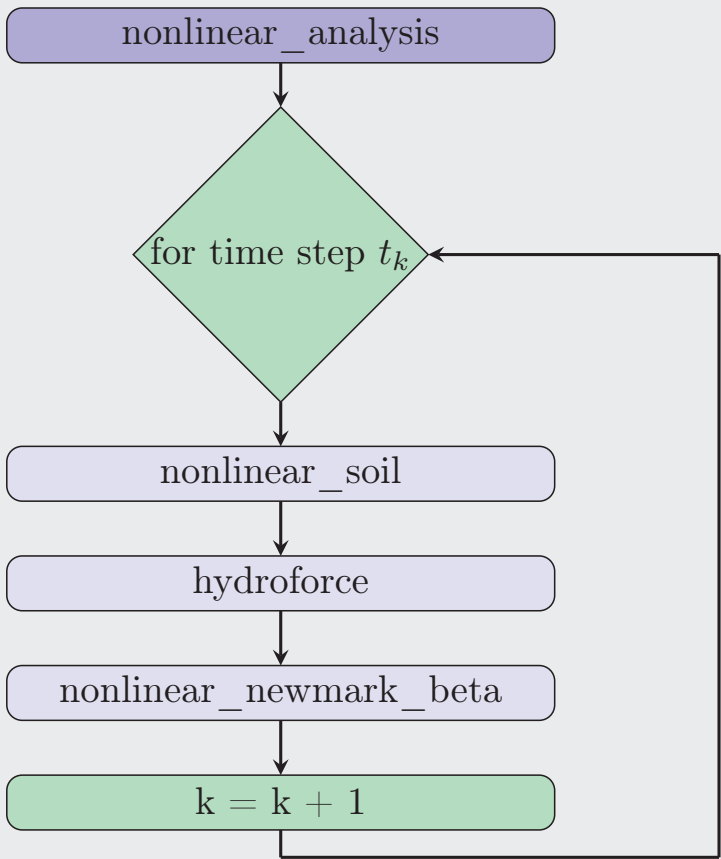 nonlinear_analysis
for time step t_k
nonlinear_soil
hydroforce
nonlinear_newmark_beta
k = k + 1